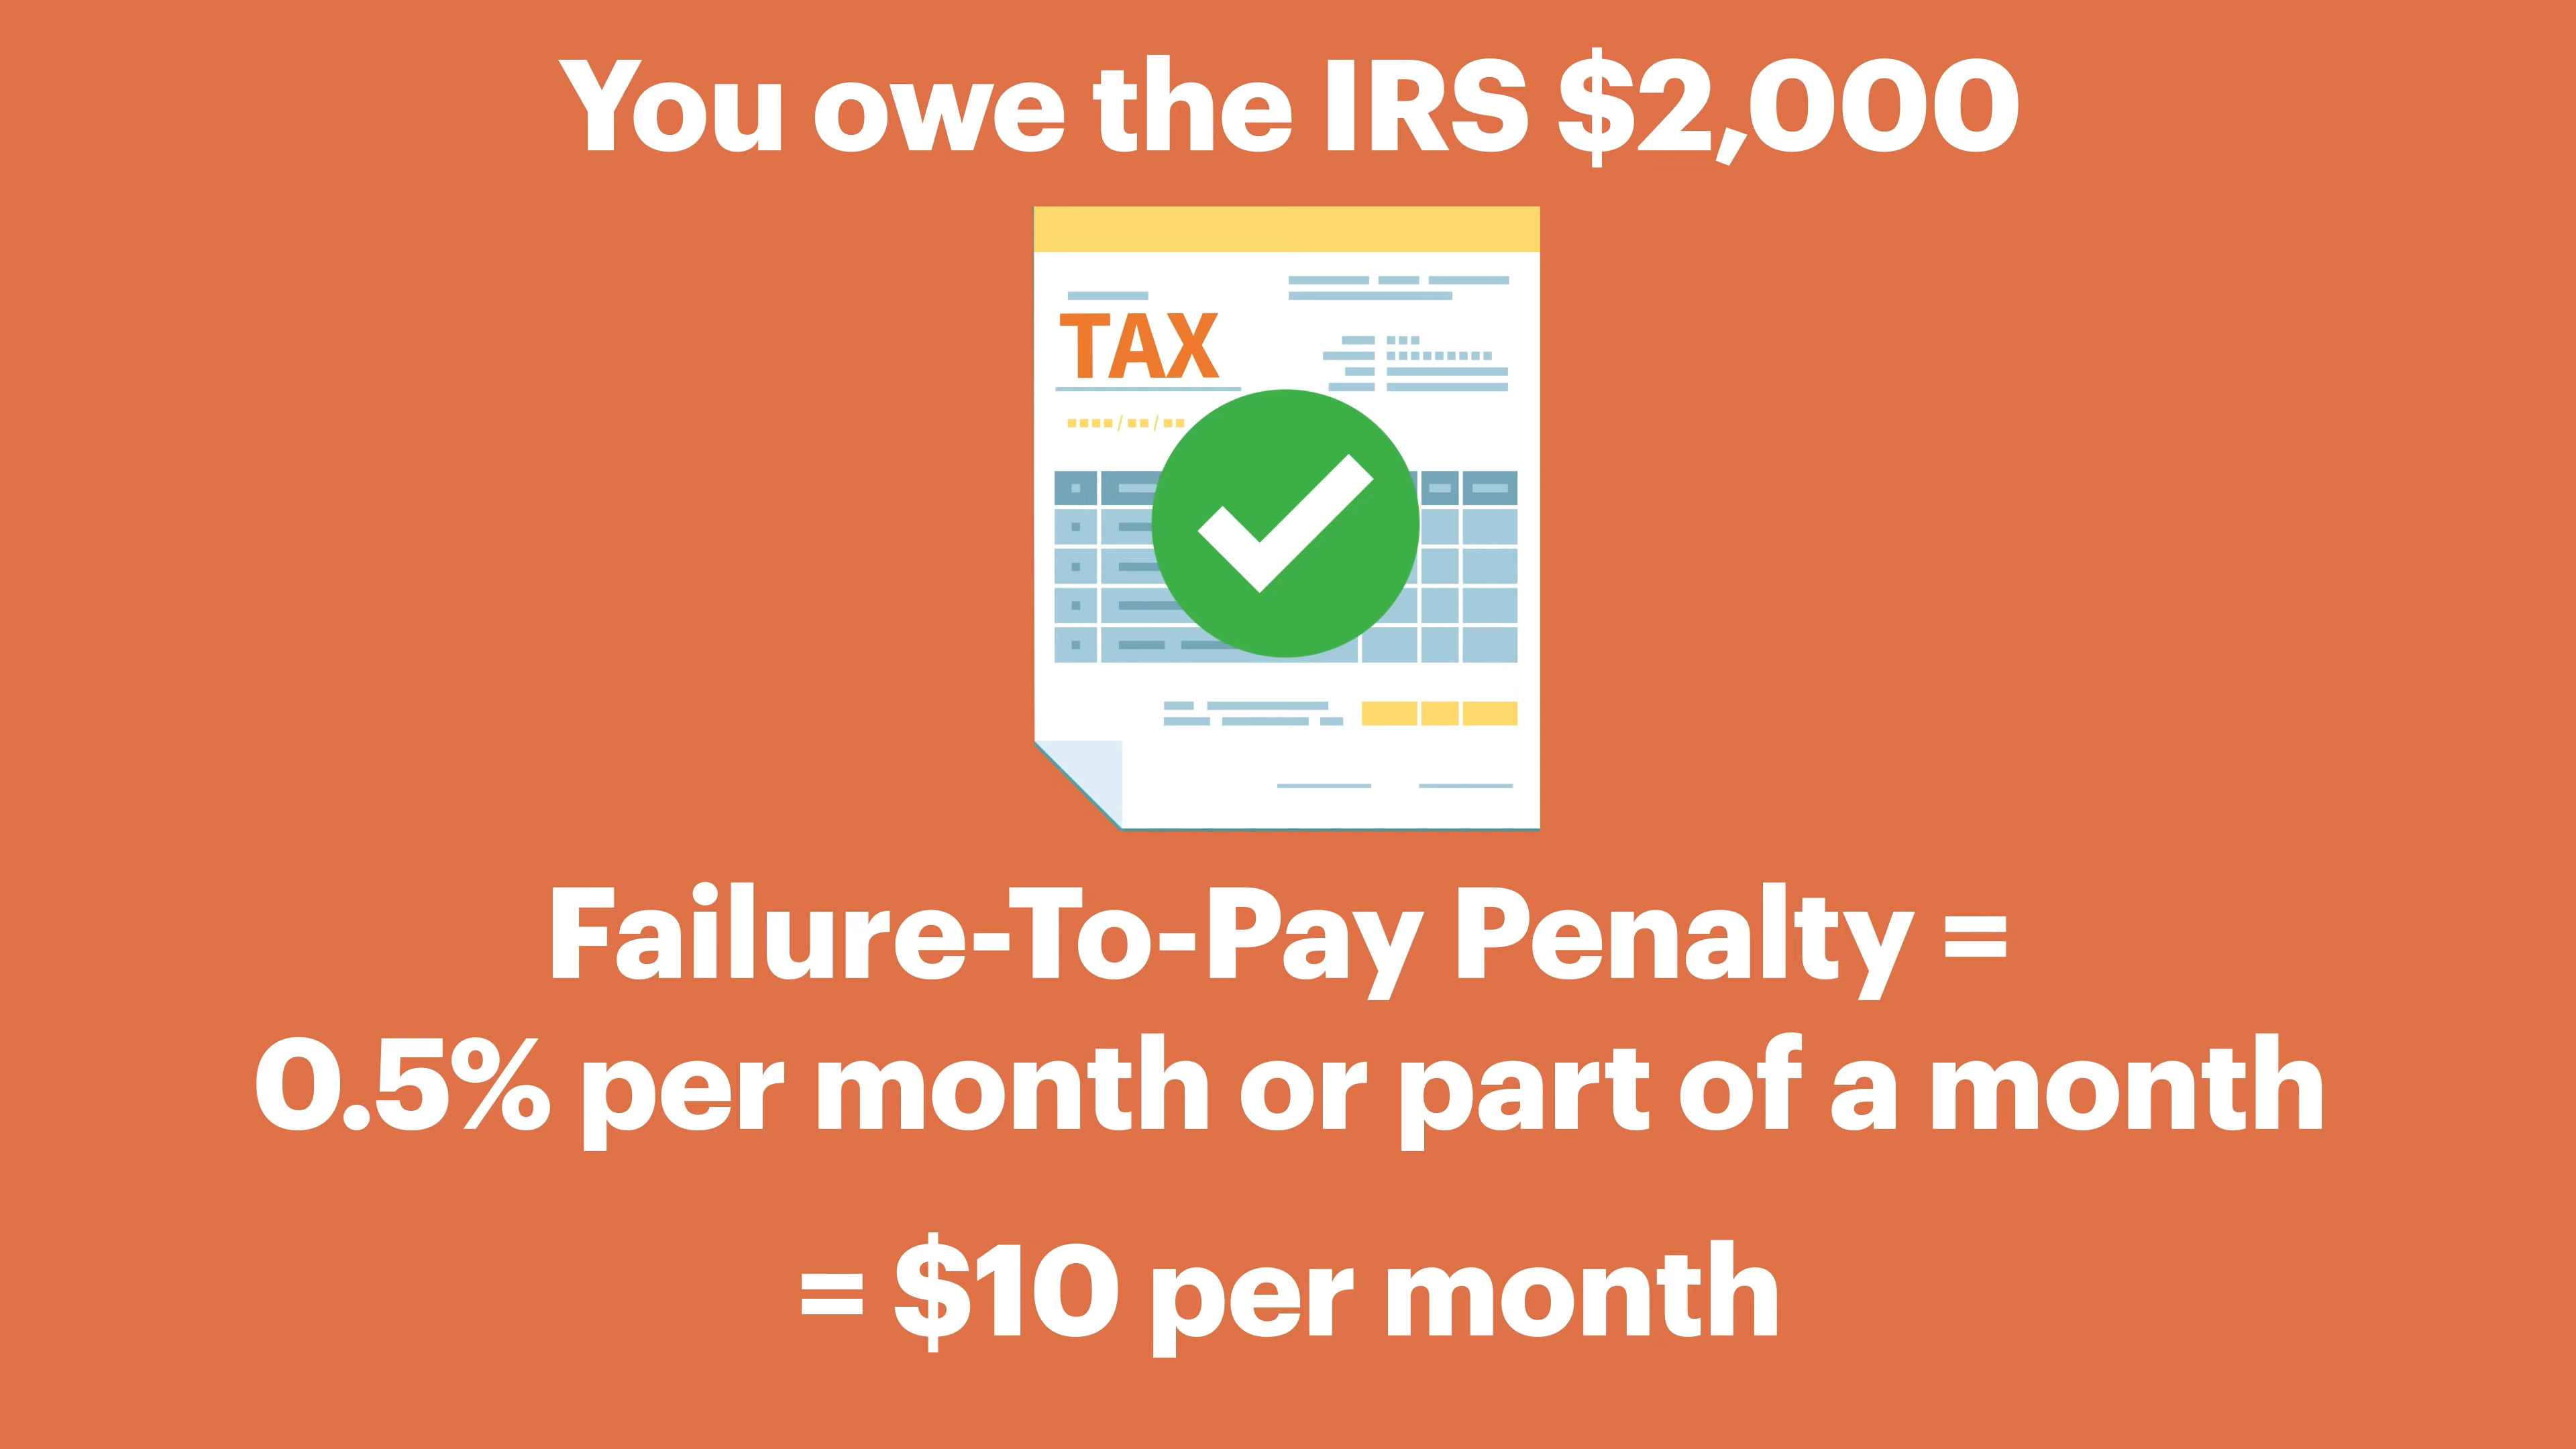 You owe the IRS $2,000
TAX
Failure-To-Pay Penalty =
0.5% per month or part of a month
= $10 per month